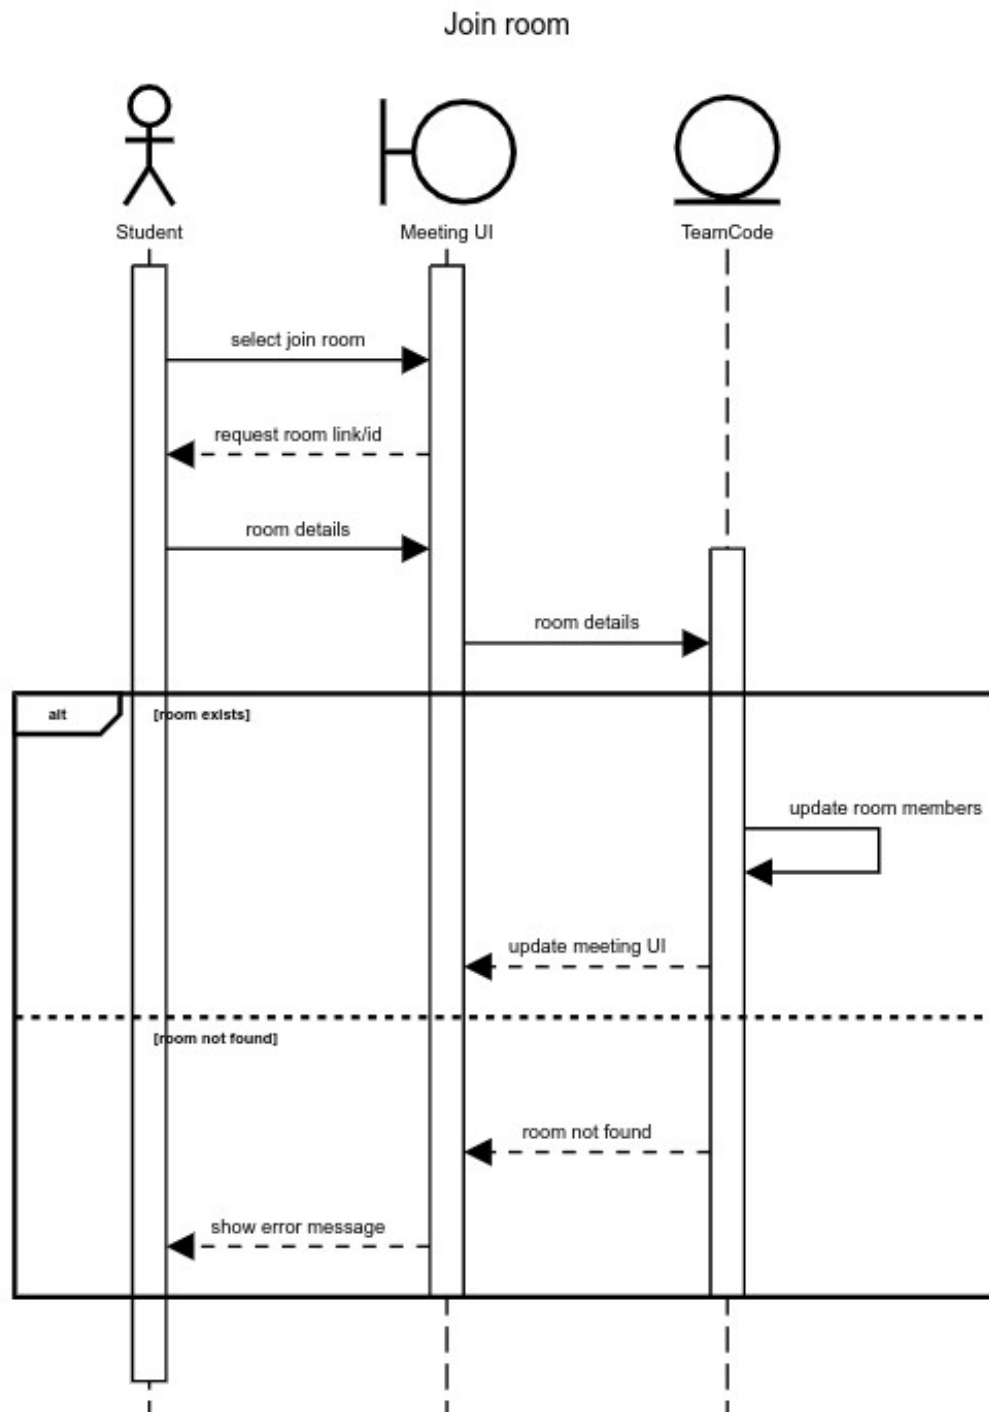 Join room
Student
Meeting UI
TeamCode
select join room
request room link/id
room details
room details
alt
[room exists]
update room members
update meeting UI
[room not found]
room not found
show error message